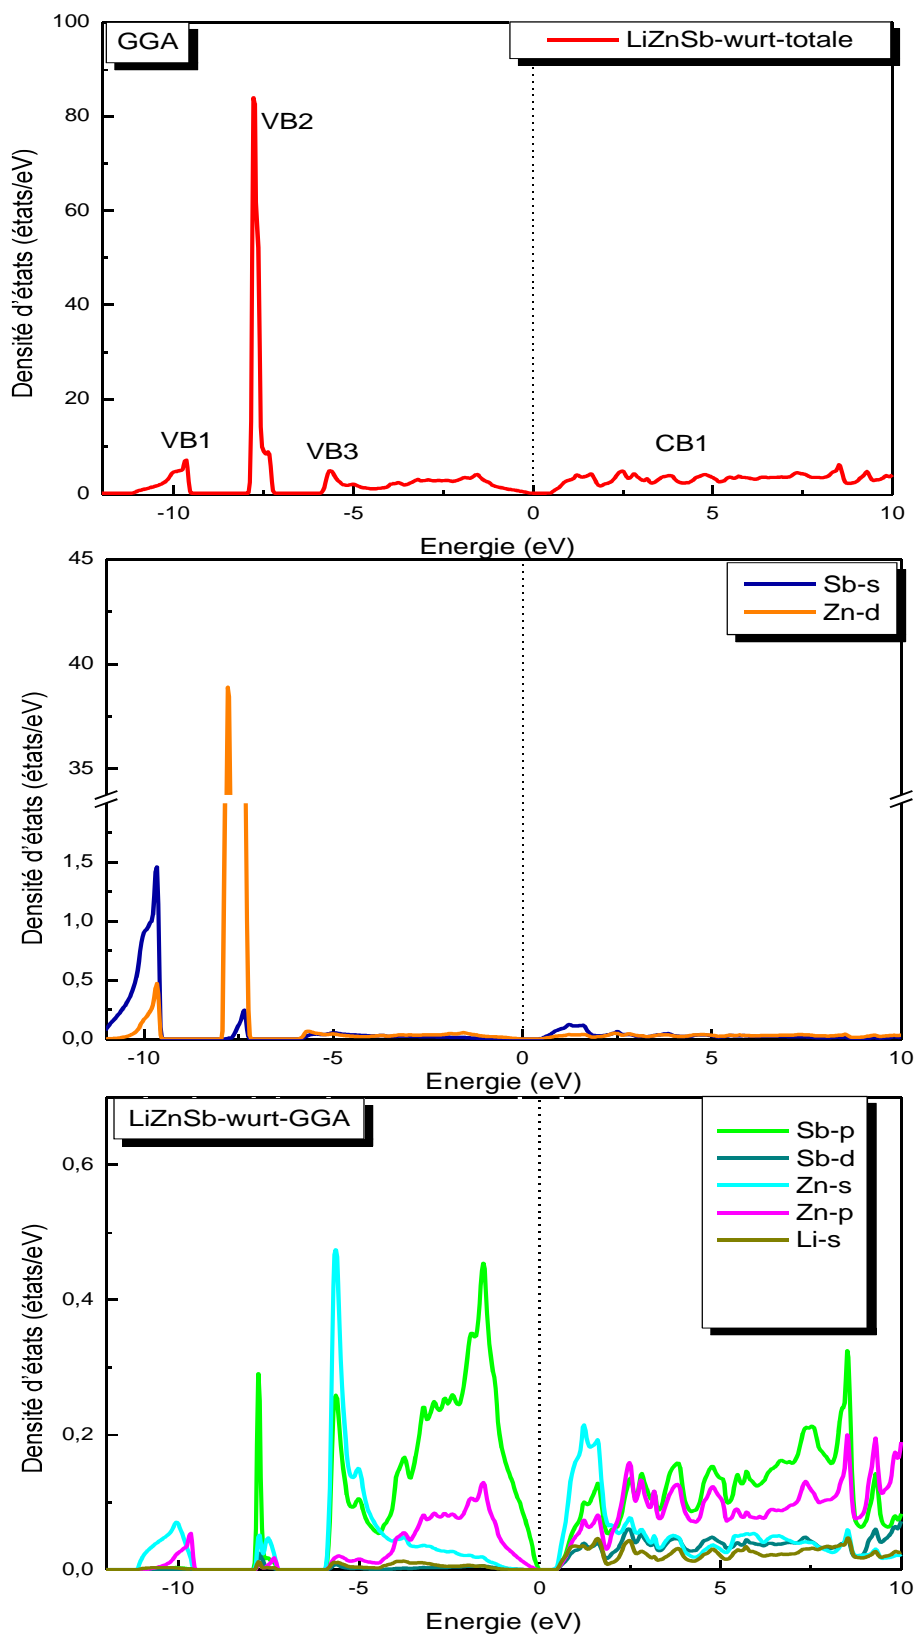 GGA
LiZnSb-wurt-totale
Densité d'états (états/eV)
100
80
60
40
20
0
VB2
VB1
VB3
CB1
-10
-5
0
5
10
Energie (eV)
Sb-s
Zn-d
Densité d'états (états/eV)
45
40
35
1,5
1,0
0,5
0,0
-10
-5
0
5
10
Energie (eV)
LiZnSb-wurt-GGA
Sb-p
Sb-d
Zn-s
Zn-p
Li-s
Densité d'états (états/eV)
0,6
0,4
0,2
0,0
-10
-5
0
5
10
Energie (eV)